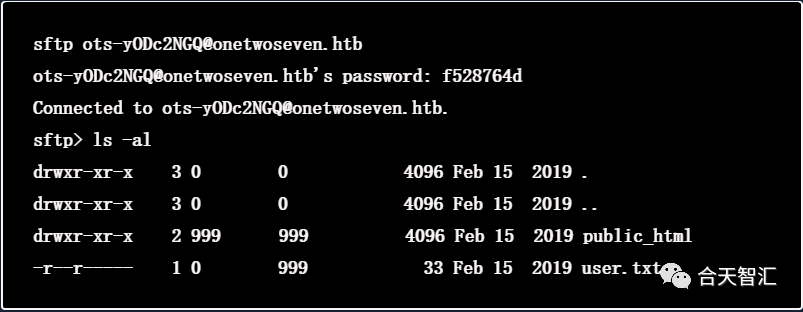 sftp ots-yODc2NGQ@onetwoseven.htb
ots-yODc2NGQ@onetwoseven.htb's password: f528764d
Connected to ots-yODc2NGQ@onetwoseven.htb.
sftp> ls -al
drwxr-xr-x 3 0 0 4096 Feb 15 2019 .
drwxr-xr-x 3 0 0 4096 Feb 15 2019 ..
drwxr-xr-x 2 999 999 4096 Feb 15 2019 public_html
-r--r----- 1 0 999 33 Feb 15 2019 user.txt
合天智汇